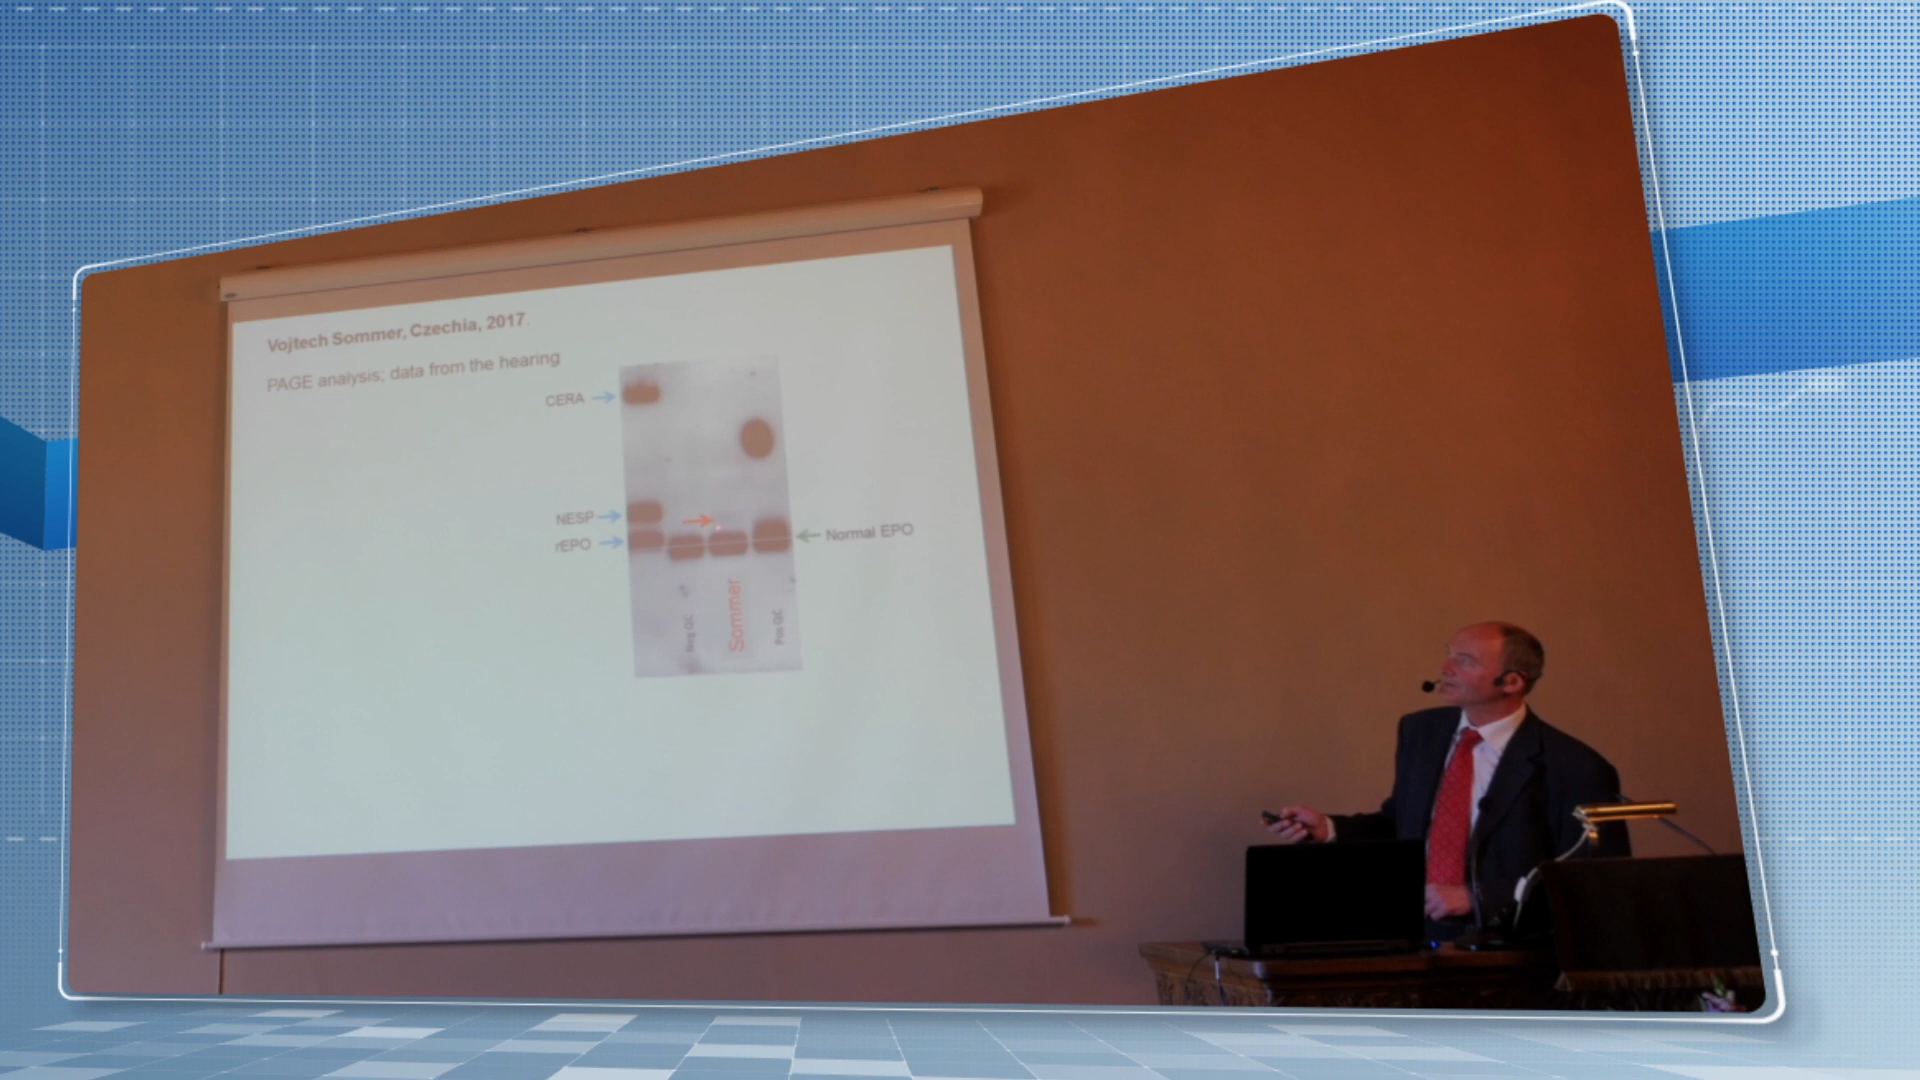 Vojtech Sommer, Czechia, 2017.
PAGE analysis; data from the hearing
CERA
NESP
rEPO
Normal EPO
Neg QC
Sommer
Pos QC